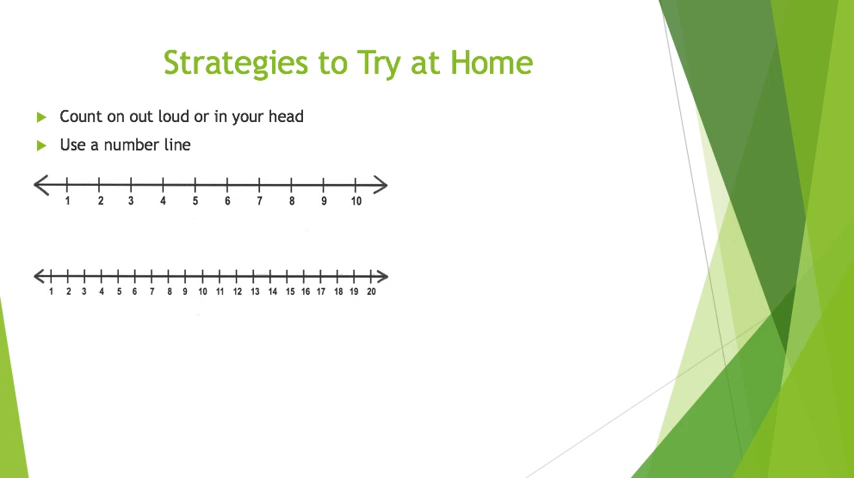 Strategies to Try at Home
Count on out loud or in your head
Use a number line
1 2 3 4 5 6 7 8 9 10
1 2 3 4 5 6 7 8 9 10 11 12 13 14 15 16 17 18 19 20